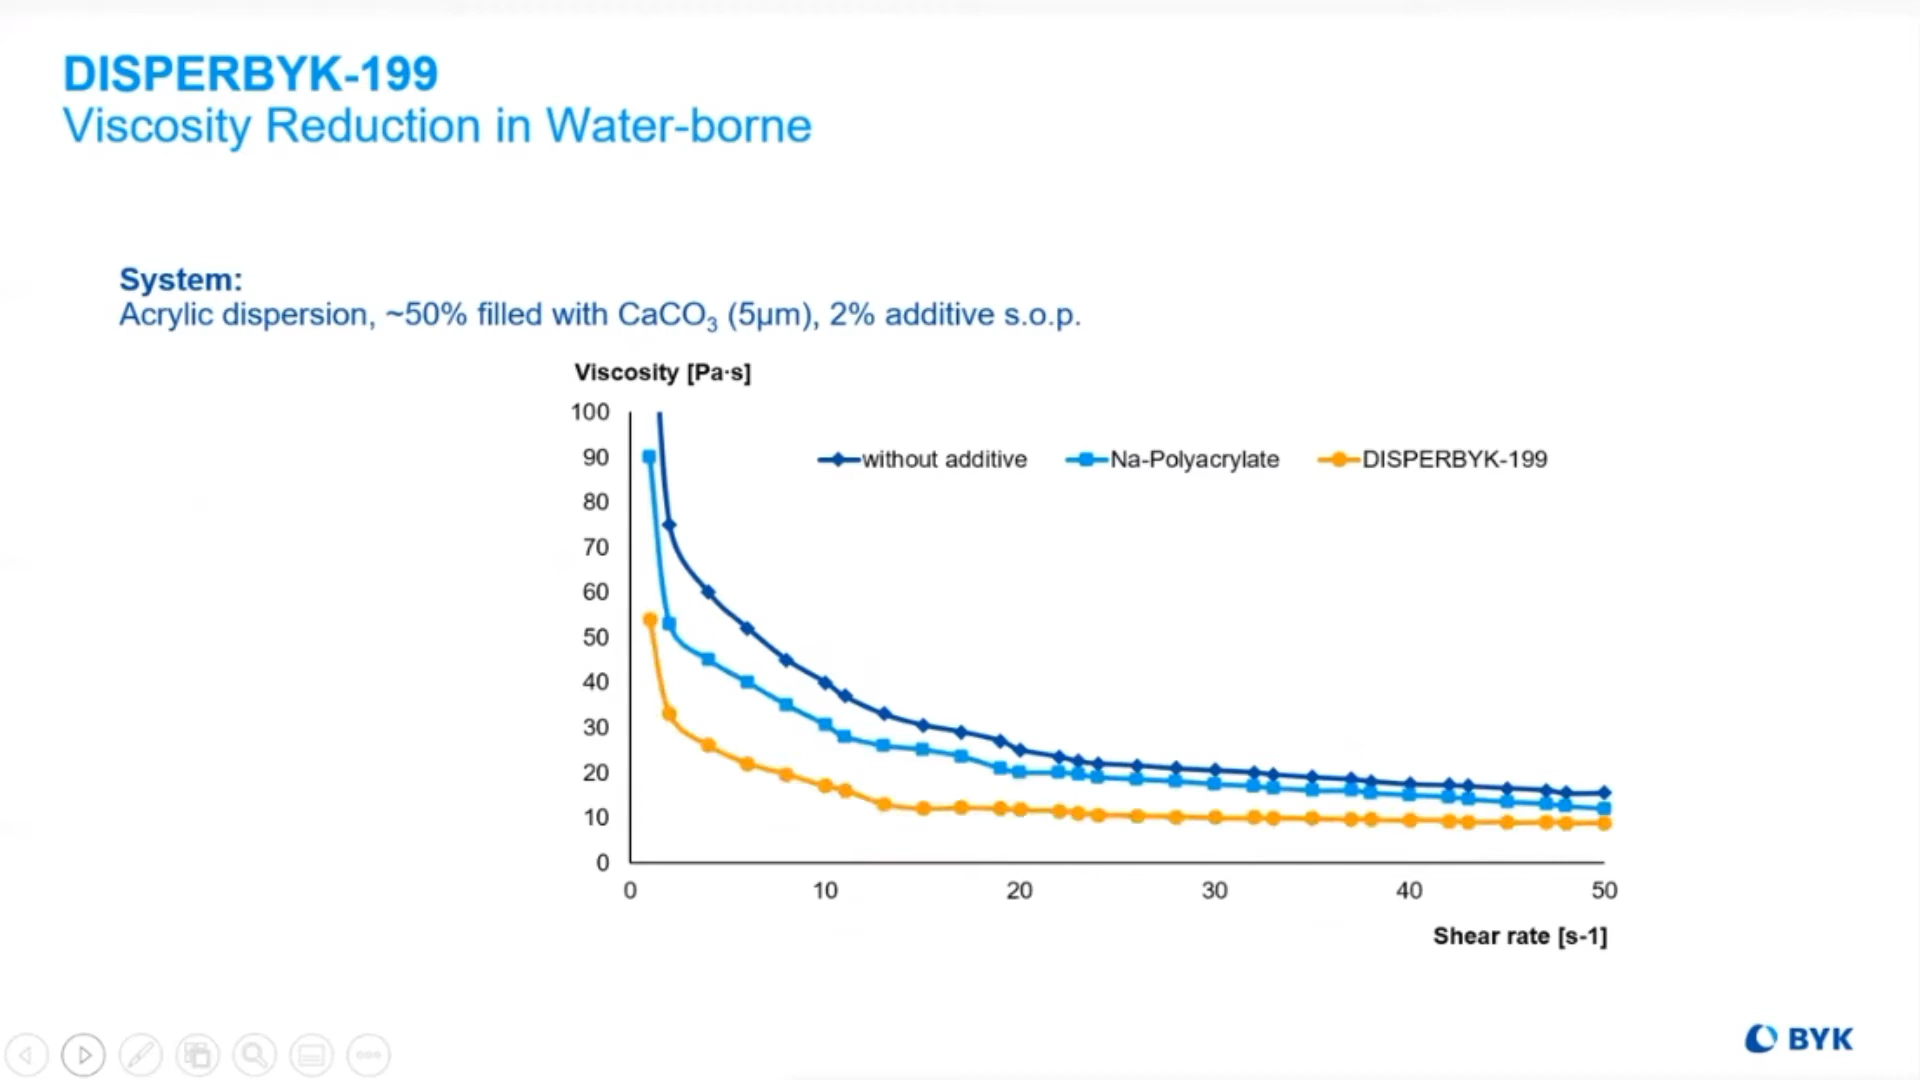 DISPERBYK-199
Viscosity Reduction in Water-borne
System:
Acrylic dispersion, ~50% filled with CaCO₃ (5µm), 2% additive s.o.p.
Viscosity [Pa·s]
100
90
80
70
60
50
40
30
20
10
0
without additive Na-Polyacrylate DISPERBYK-199
0 10 20 30 40 50
Shear rate [s-1]
BYK